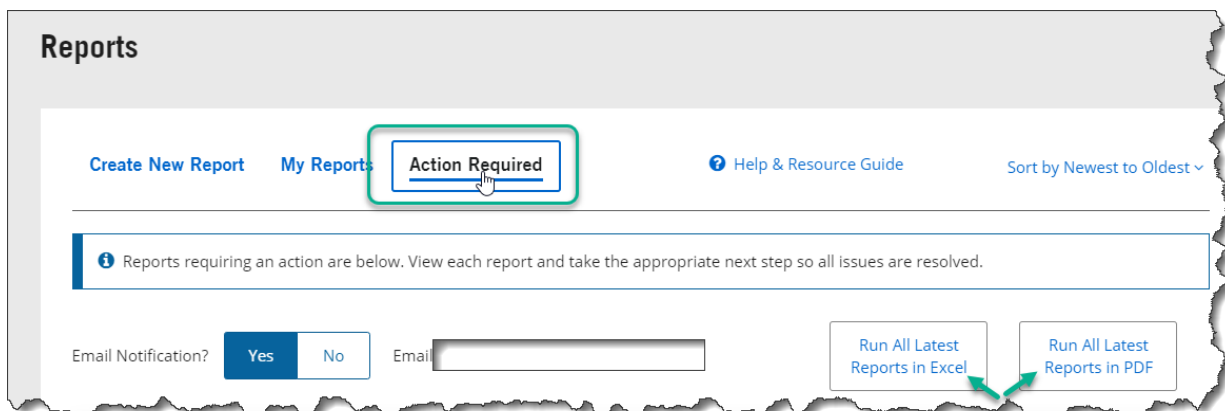 Reports
Create New Report My Reports Action Required Help & Resource Guide Sort by Newest to Oldest
Reports requiring an action are below. View each report and take the appropriate next step so all issues are resolved.
Email Notification? Yes No Email
Run All Latest
Reports in Excel
Run All Latest
Reports in PDF